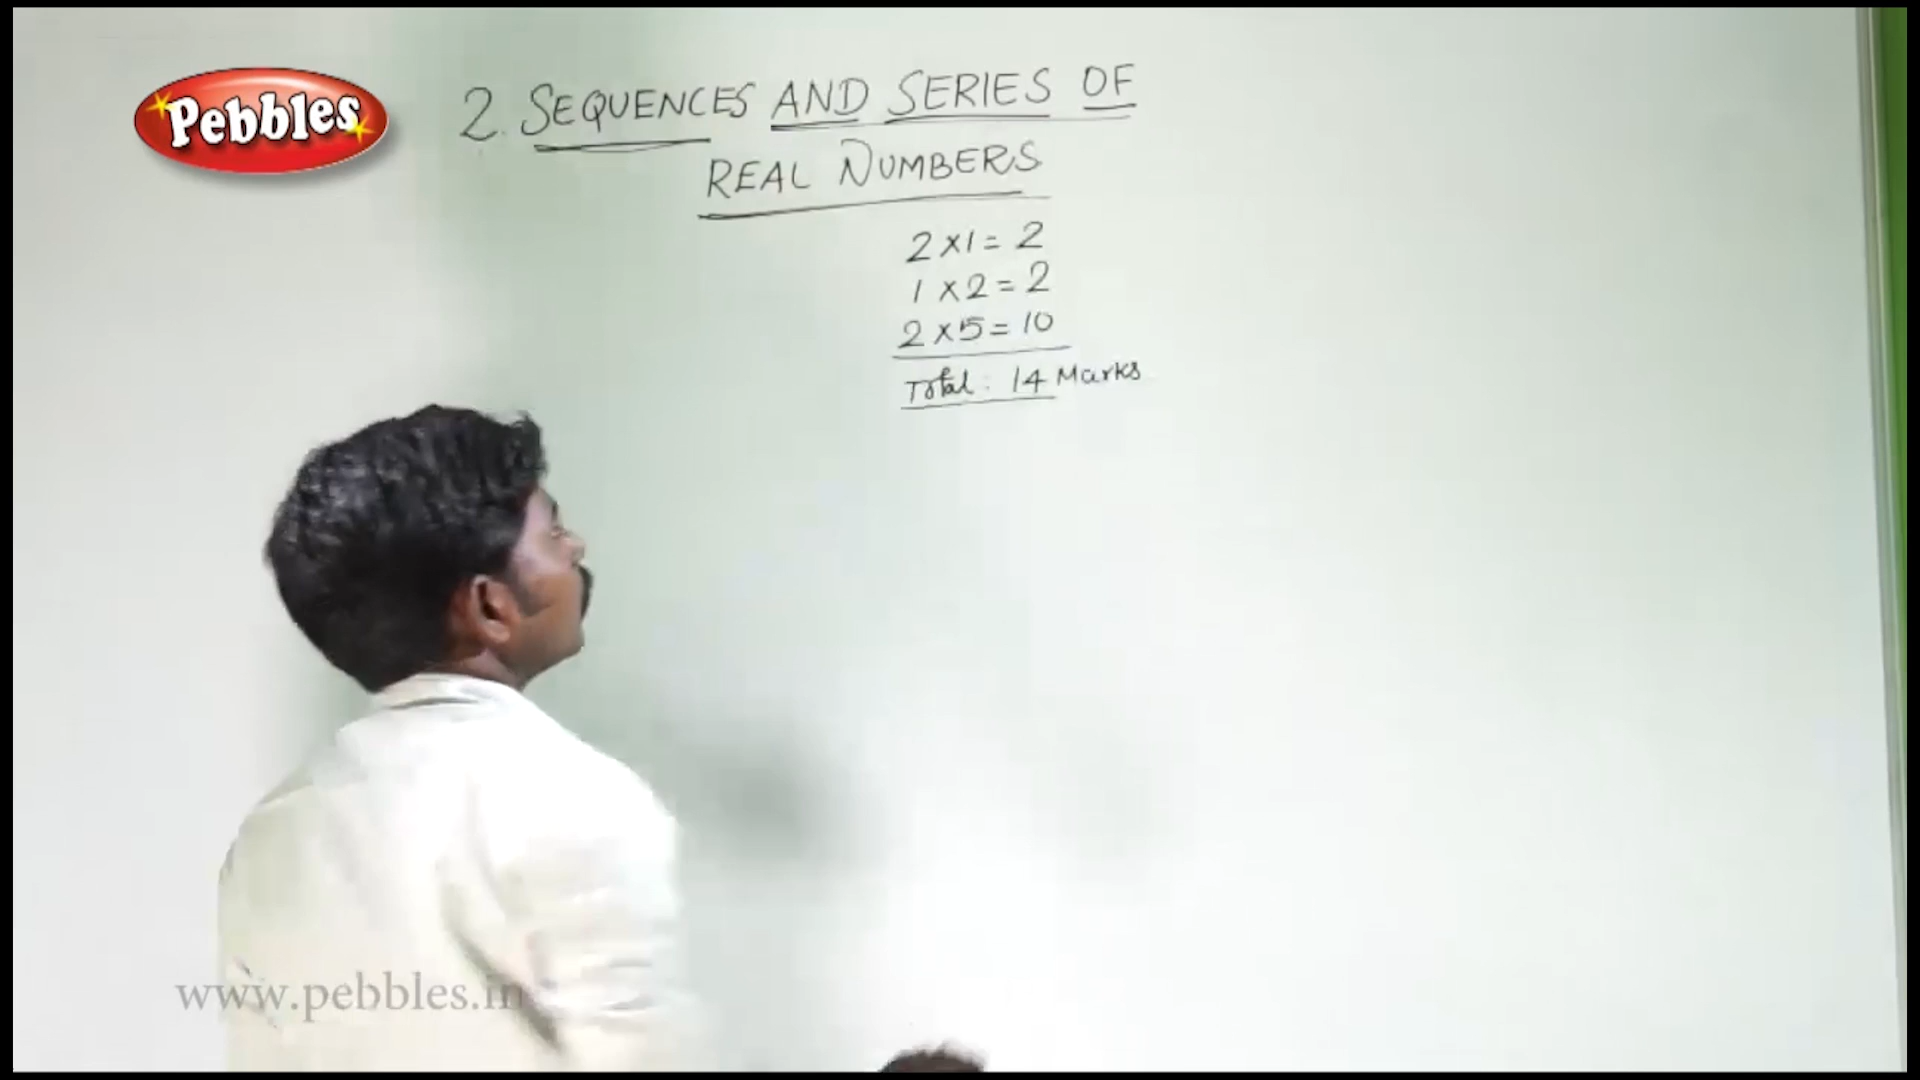 Pebbles
2. SEQUENCES AND SERIES OF
REAL NUMBERS
2 × 1 = 2
1 × 2 = 2
2 × 5 = 10
Total : 14 Marks
www.pebbles.in